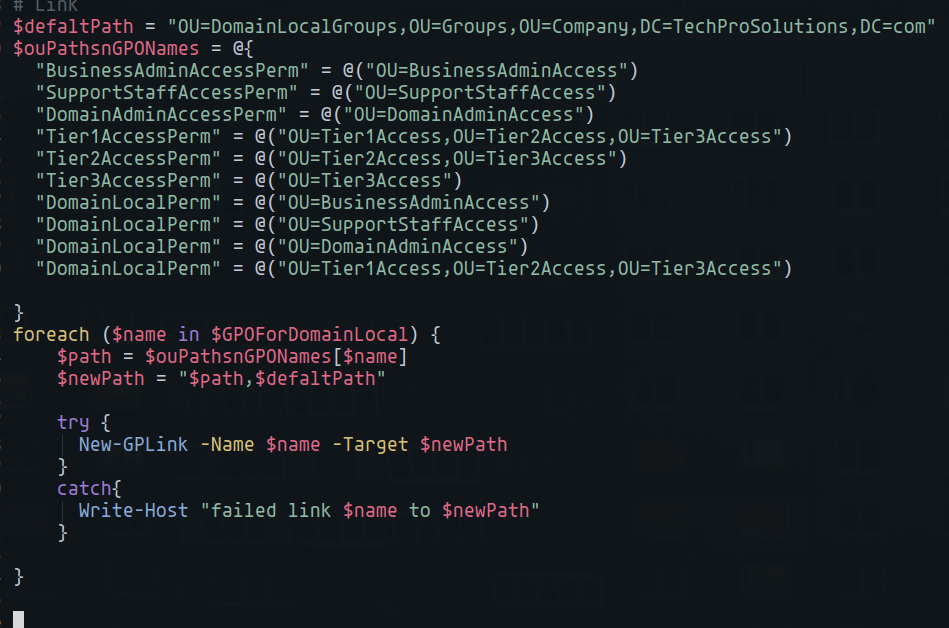 # Link
$defaltPath = "OU=DomainLocalGroups,OU=Groups,OU=Company,DC=TechProSolutions,DC=com"
$ouPathsnGPONames = @{
  "BusinessAdminAccessPerm" = @("OU=BusinessAdminAccess")
  "SupportStaffAccessPerm" = @("OU=SupportStaffAccess")
  "DomainAdminAccessPerm" = @("OU=DomainAdminAccess")
  "Tier1AccessPerm" = @("OU=Tier1Access,OU=Tier2Access,OU=Tier3Access")
  "Tier2AccessPerm" = @("OU=Tier2Access,OU=Tier3Access")
  "Tier3AccessPerm" = @("OU=Tier3Access")
  "DomainLocalPerm" = @("OU=BusinessAdminAccess")
  "DomainLocalPerm" = @("OU=SupportStaffAccess")
  "DomainLocalPerm" = @("OU=DomainAdminAccess")
  "DomainLocalPerm" = @("OU=Tier1Access,OU=Tier2Access,OU=Tier3Access")
}
foreach ($name in $GPOForDomainLocal) {
    $path = $ouPathsnGPONames[$name]
    $newPath = "$path,$defaltPath"
    try {
      New-GPLink -Name $name -Target $newPath
    }
    catch{
      Write-Host "failed link $name to $newPath"
    }
}